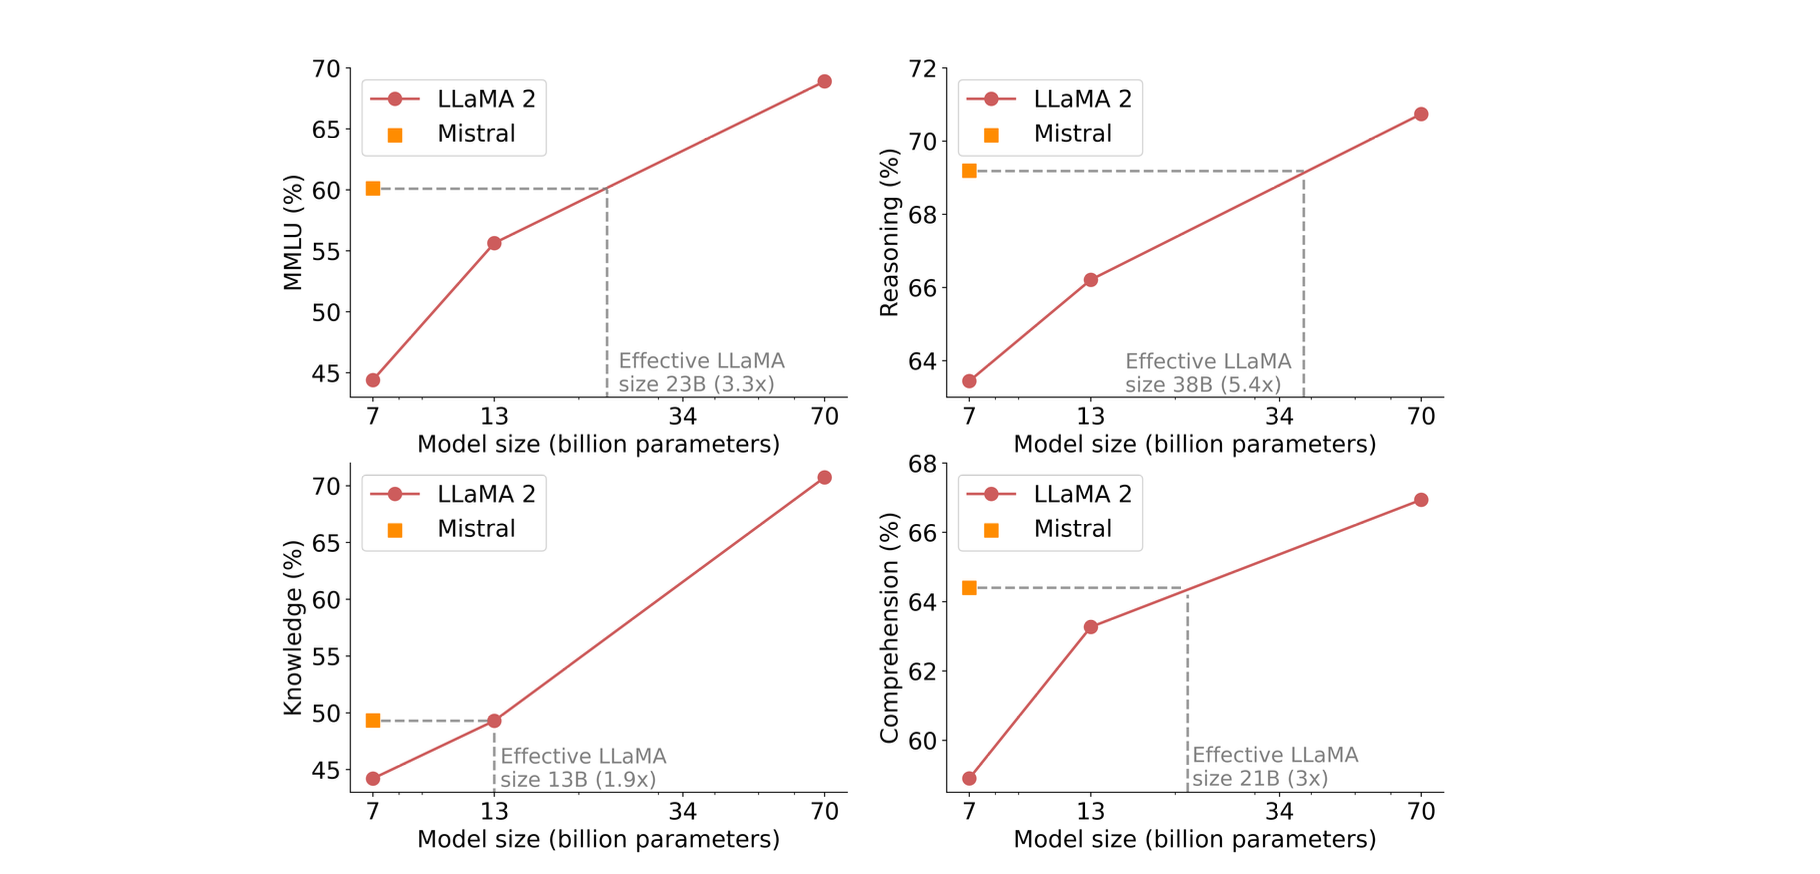 70
65
60
55
50
45
MMLU (%)
LLaMA 2
Mistral
Effective LLaMA
size 23B (3.3x)
7 13 34 70
Model size (billion parameters)
72
70
68
66
64
Reasoning (%)
LLaMA 2
Mistral
Effective LLaMA
size 38B (5.4x)
7 13 34 70
Model size (billion parameters)
70
65
60
55
50
45
Knowledge (%)
LLaMA 2
Mistral
Effective LLaMA
size 13B (1.9x)
7 13 34 70
Model size (billion parameters)
68
66
64
62
60
Comprehension (%)
LLaMA 2
Mistral
Effective LLaMA
size 21B (3x)
7 13 34 70
Model size (billion parameters)